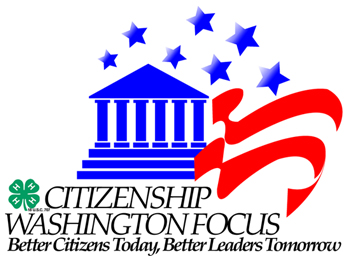 CITIZENSHIP
WASHINGTON FOCUS
Better Citizens Today, Better Leaders Tomorrow